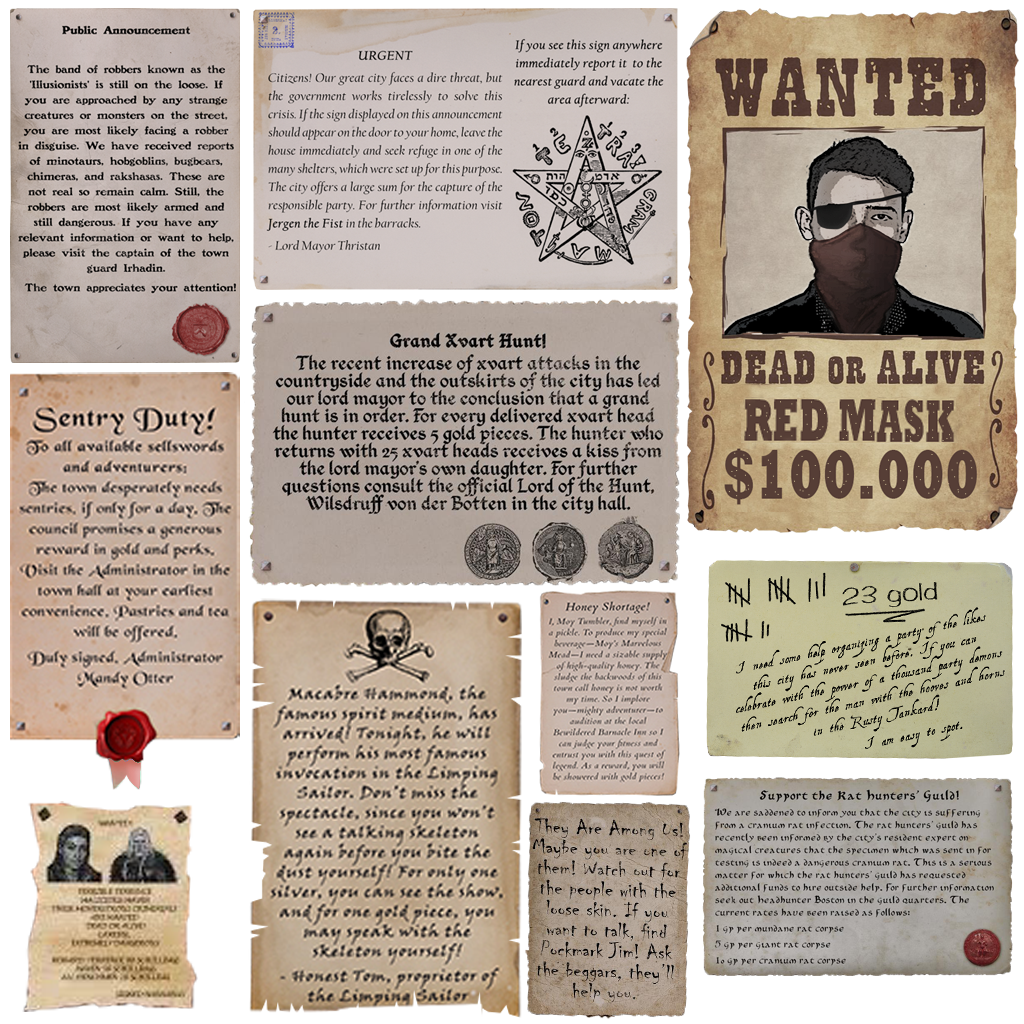 Public Announcement
The band of robbers known as the
'Illusionists' is still on the loose. If
you are approached by any strange
creatures or monsters on the street,
you are most likely facing a robber
in disguise. We have received reports
of minotaurs, hobgoblins, bugbears,
chimeras, and rakshasas. These are
not real so remain calm. Still, the
robbers are most likely armed and
still dangerous. If you have any
relevant information or want to help,
please visit the captain of the town
guard Irhadin.
The town appreciates your attention!
URGENT
Citizens! Our great city faces a dire threat, but
the government works tirelessly to solve this
crisis. If the sign displayed on this announcement
should appear on the door to your home, leave the
house immediately and seek refuge in one of the
many shelters, which were set up for this purpose.
The city offers a large sum for the capture of the
responsible party. For further information visit
Jergen the Fist in the barracks.
- Lord Mayor Thristan
If you see this sign anywhere
immediately report it to the
nearest guard and vacate the
area afterward:
TE TRA GRAM MA TON
WANTED
DEAD OR ALIVE
RED MASK
$100.000
Sentry Duty!
To all available sellswords
and adventurers:
The town desperately needs
sentries, if only for a day. The
council promises a generous
reward in gold and perks.
Visit the Administrator in the
town hall at your earliest
convenience. Pastries and tea
will be offered.
Duly signed, Administrator
Mandy Otter
Grand Xvart Hunt!
The recent increase of xvart attacks in the
countryside and the outskirts of the city has led
our lord mayor to the conclusion that a grand
hunt is in order. For every delivered xvart head
the hunter receives 5 gold pieces. The hunter who
returns with 25 xvart heads receives a kiss from
the lord mayor's own daughter. For further
questions consult the official Lord of the Hunt,
Wilsdruff von der Botten in the city hall.
Macabre Hammond, the
famous spirit medium, has
arrived! Tonight, he will
perform his most famous
invocation in the Limping
Sailor. Don't miss the
spectacle, since you won't
see a talking skeleton
again before you bite the
dust yourself! For only one
silver, you can see the show,
and for one gold piece, you
may speak with the
skeleton yourself!
- Honest Tom, proprietor of
the Limping Sailor
Honey Shortage!
I, Moy Tumbler, find myself in
a pickle. To produce my special
beverage—Moy's Marvelous
Mead—I need a sizable supply
of high-quality honey. The
sludge the backwoods of this
town call honey is not worth
my time. So I implore
you—mighty adventurer—to
audition at the local
Bewildered Barnacle Inn so I
can judge your fitness and
entrust you with this quest of
legend. As a reward, you will
be showered with gold pieces!
23 gold
I need some help organizing a party of the likes
this city has never seen before. If you can
celebrate with the power of a thousand party demons
then search for the man with the hooves and horns
in the Rusty Tankard!
I am easy to spot.
They Are Among Us!
Maybe you are one of
them! Watch out for
the people with the
loose skin. If you
want to talk, find
Pockmark Jim! Ask
the beggars, they'll
help you.
Support the Rat hunters' Guild!
We are saddened to inform you that the city is suffering
from a cranium rat infection. The rat hunters' guild has
recently been informed by the city's resident expert on
magical creatures that the specimen which was sent in for
testing is indeed a dangerous cranium rat. This is a serious
matter for which the rat hunters' guild has requested
additional funds to hire outside help. For further information
seek out headhunter Boston in the guild quarters. The
current rates have been raised as follows:
1 gp per mundane rat corpse
5 gp per giant rat corpse
10 gp per cranium rat corpse